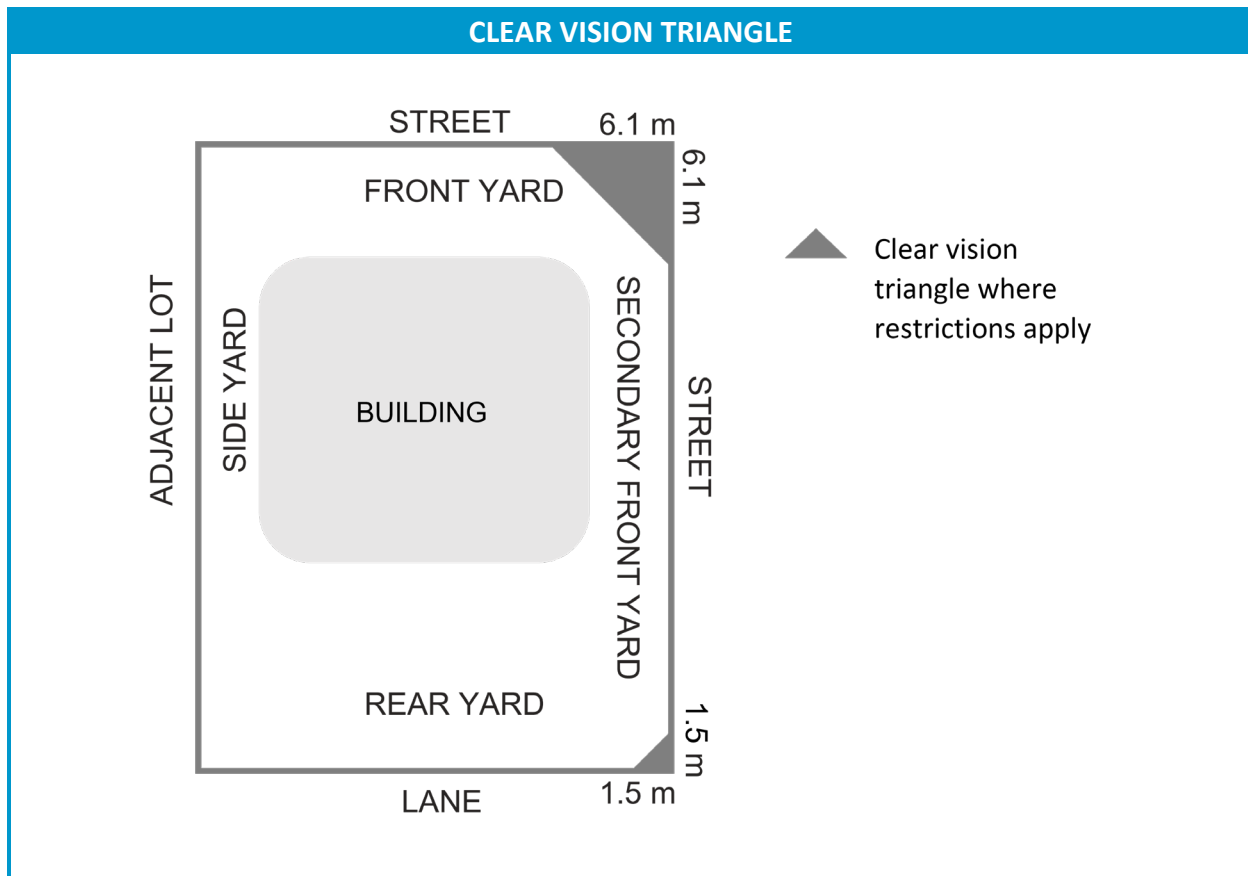 CLEAR VISION TRIANGLE
STREET
6.1 m
6.1 m
FRONT YARD
Clear vision
triangle where
restrictions apply
ADJACENT LOT
SIDE YARD
BUILDING
SECONDARY FRONT YARD
STREET
REAR YARD
1.5 m
LANE
1.5 m